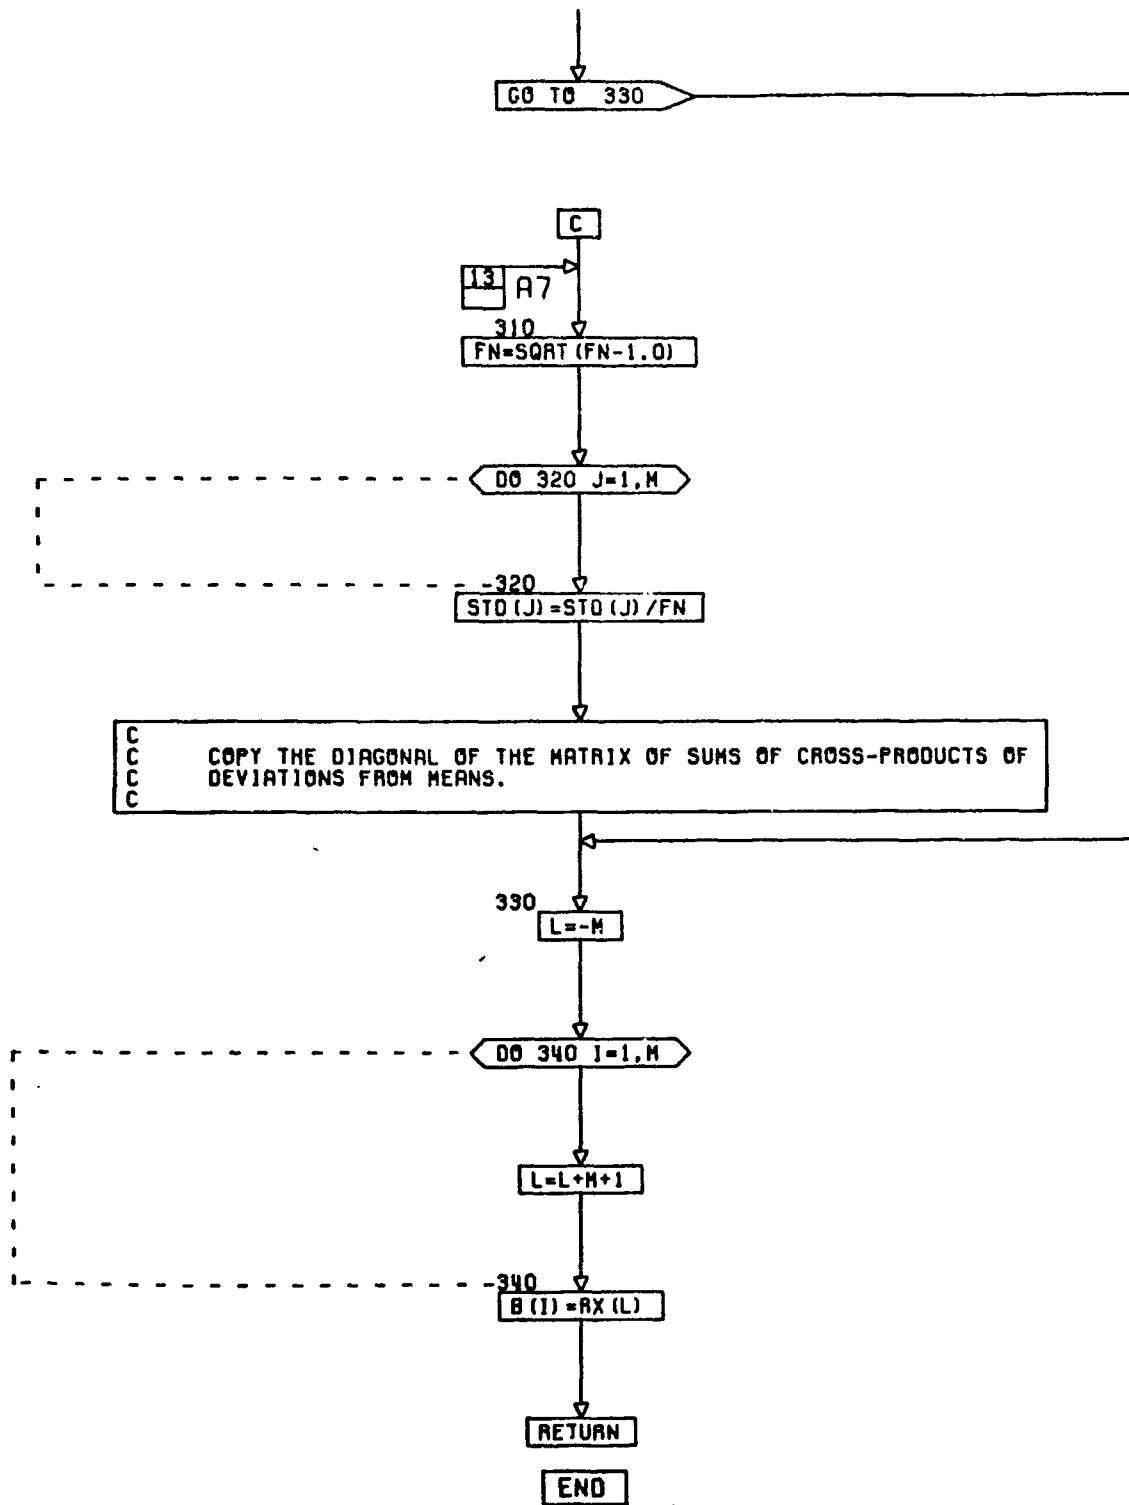 GO TO 330
C
13
A7
310
FN=SQRT(FN-1.0)
DO 320 J=1,M
320
STD(J)=STD(J)/FN
C
C COPY THE DIAGONAL OF THE MATRIX OF SUMS OF CROSS-PRODUCTS OF
C DEVIATIONS FROM MEANS.
C
330
L=-M
DO 340 I=1,M
L=L+M+1
340
B(I)=RX(L)
RETURN
END